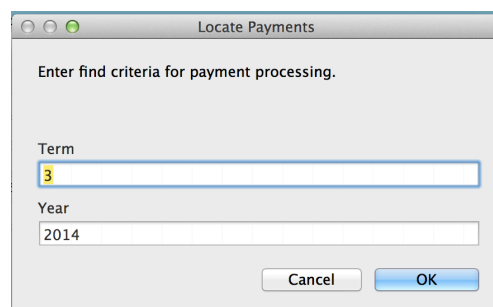 Locate Payments
Enter find criteria for payment processing.
Term
3
Year
2014
Cancel OK